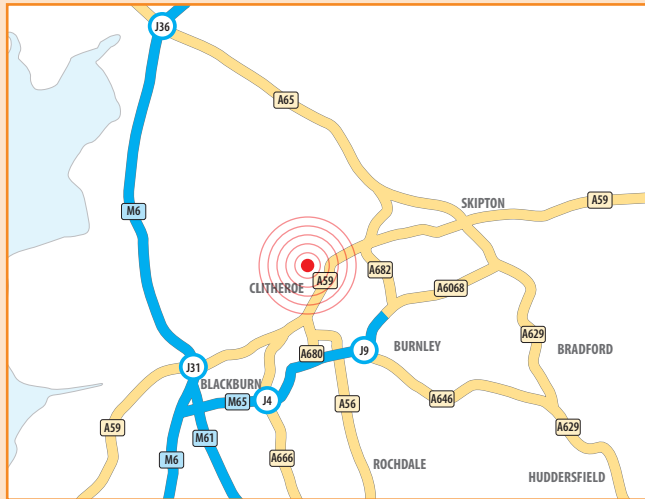 J36
A65
M6
SKIPTON
A59
CLITHEROE
A59
A682
A6068
A629
BRADFORD
J31
BLACKBURN
A680
J9
BURNLEY
M65
J4
A59
M61
M6
A666
A56
A646
A629
ROCHDALE
HUDDERSFIELD